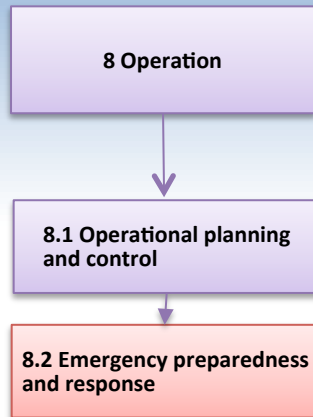 8 Operation
8.1 Operational planning
and control
8.2 Emergency preparedness
and response